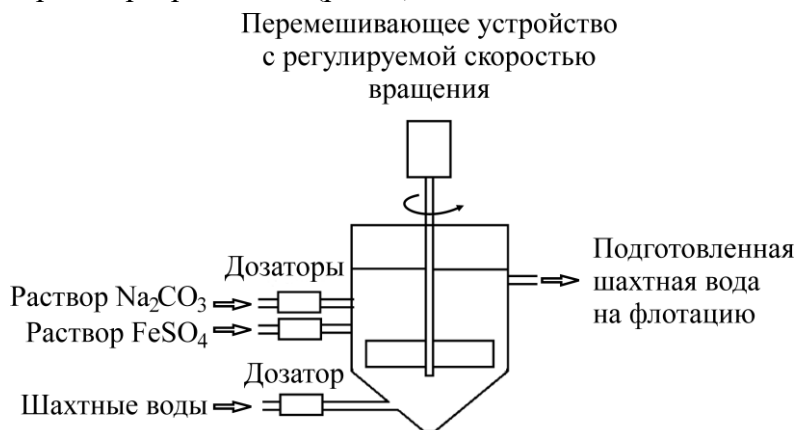 Перемешивающее устройство
с регулируемой скоростью
вращения
Дозаторы
Раствор Na₂CO₃
Раствор FeSO₄
Подготовленная
шахтная вода
на флотацию
Дозатор
Шахтные воды